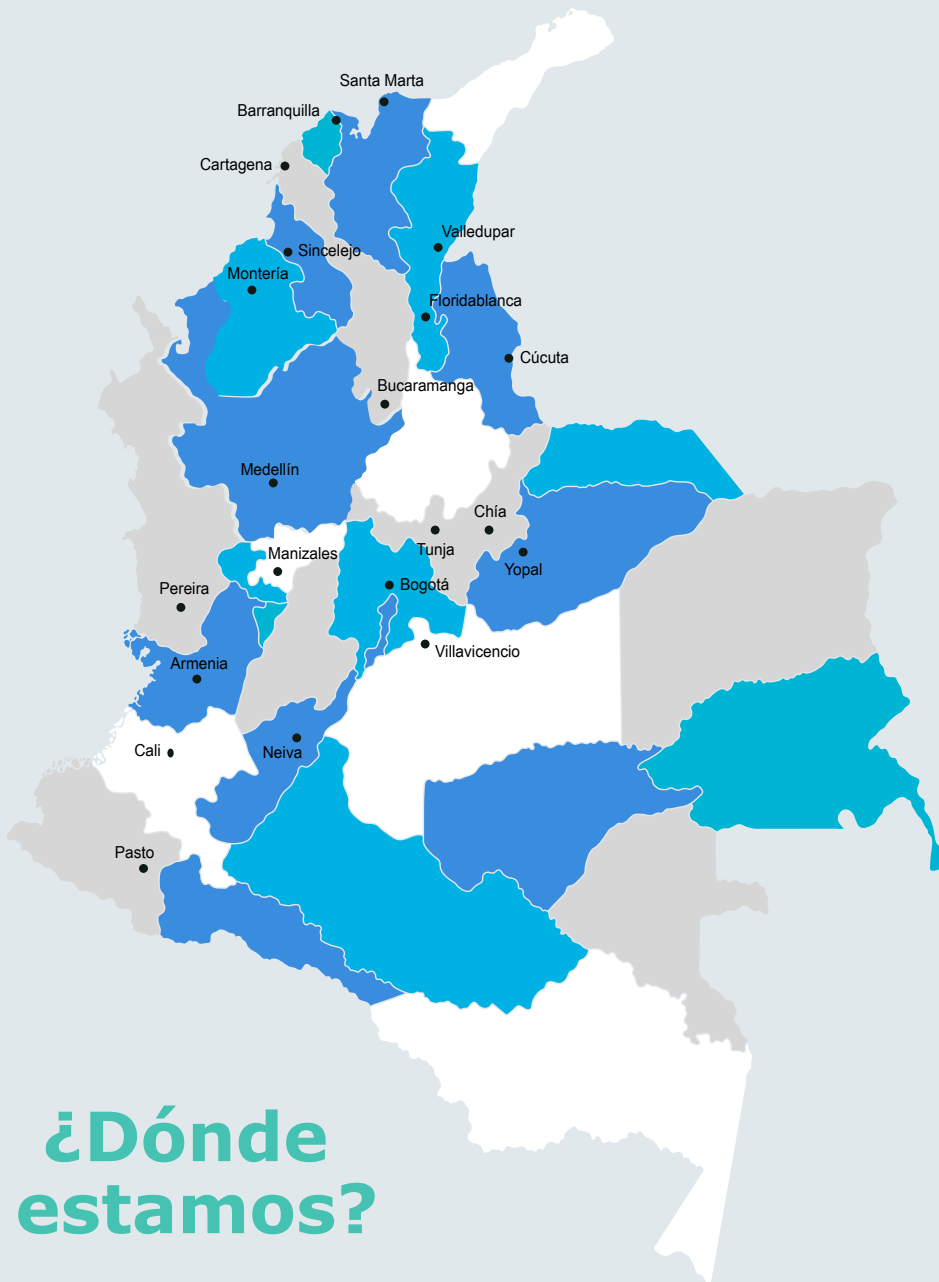 Santa Marta
Barranquilla
Cartagena
Valledupar
Sincelejo
Montería
Floridablanca
Cúcuta
Bucaramanga
Medellín
Chía
Tunja
Manizales
Yopal
Bogotá
Pereira
Villavicencio
Armenia
Cali
Neiva
Pasto
¿Dónde
estamos?